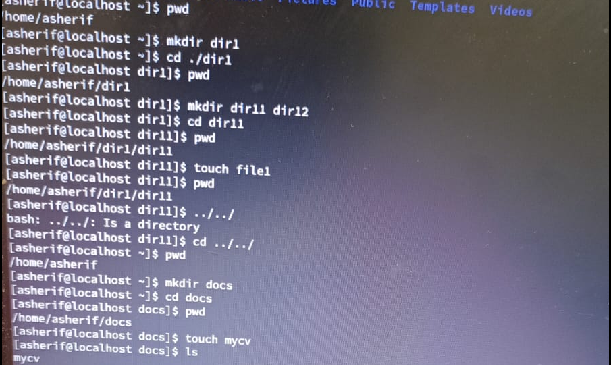 Pictures Public Templates Videos
[asherif@localhost ~]$ pwd
/home/asherif
[asherif@localhost ~]$ mkdir dir1
[asherif@localhost ~]$ cd ./dir1
[asherif@localhost dir1]$ pwd
/home/asherif/dir1
[asherif@localhost dir1]$ mkdir dir11 dir12
[asherif@localhost dir1]$ cd dir11
[asherif@localhost dir11]$ pwd
/home/asherif/dir1/dir11
[asherif@localhost dir11]$ touch file1
[asherif@localhost dir11]$ pwd
/home/asherif/dir1/dir11
[asherif@localhost dir11]$ ../../
bash: ../../: Is a directory
[asherif@localhost dir11]$ cd ../../
[asherif@localhost ~]$ pwd
/home/asherif
[asherif@localhost ~]$ mkdir docs
[asherif@localhost ~]$ cd docs
[asherif@localhost docs]$ pwd
/home/asherif/docs
[asherif@localhost docs]$ touch mycv
[asherif@localhost docs]$ ls
mycv